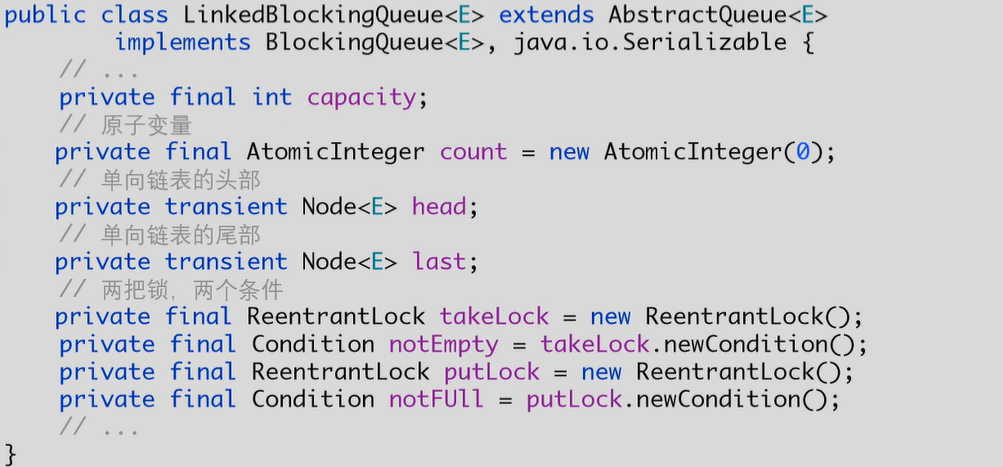 public class LinkedBlockingQueue<E> extends AbstractQueue<E>
implements BlockingQueue<E>, java.io.Serializable {
// ...
private final int capacity;
// 原子变量
private final AtomicInteger count = new AtomicInteger(0);
// 单向链表的头部
private transient Node<E> head;
// 单向链表的尾部
private transient Node<E> last;
// 两把锁，两个条件
private final ReentrantLock takeLock = new ReentrantLock();
private final Condition notEmpty = takeLock.newCondition();
private final ReentrantLock putLock = new ReentrantLock();
private final Condition notFUll = putLock.newCondition();
// ...
}